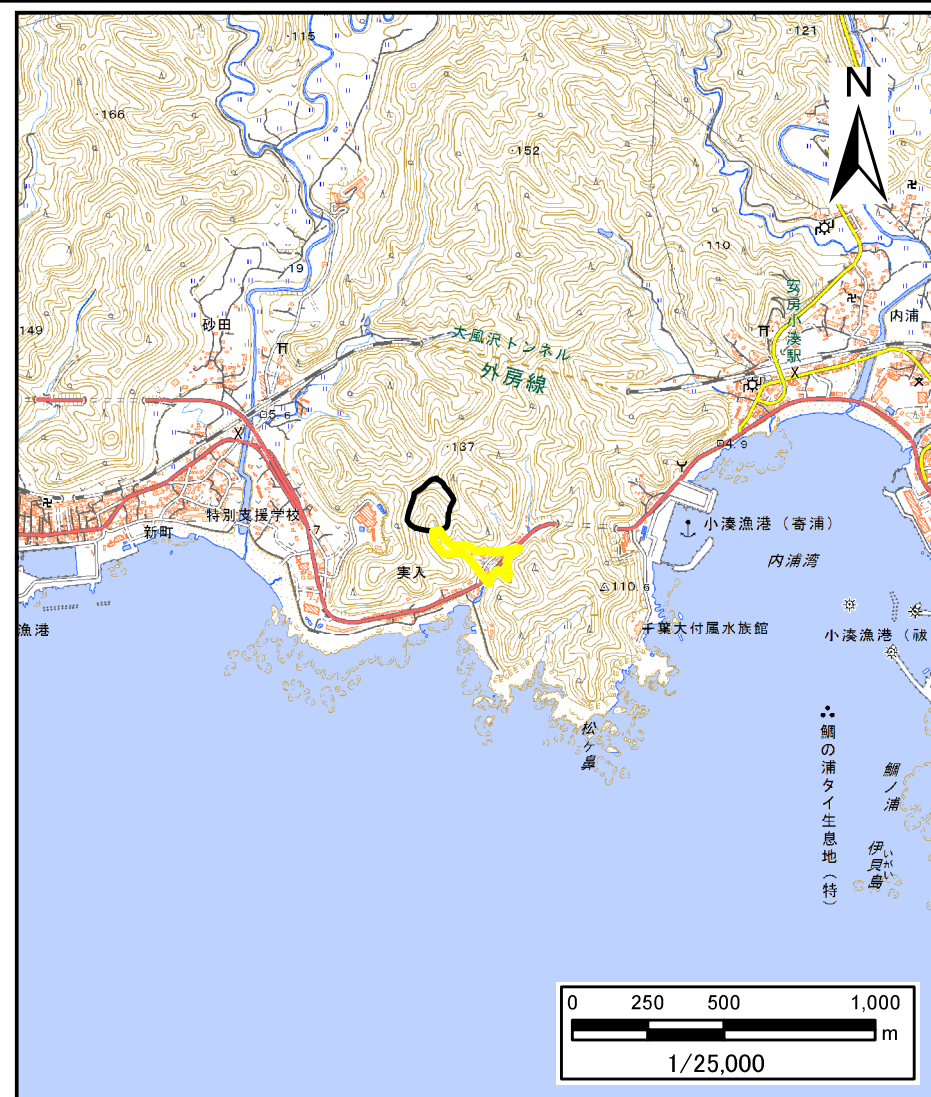 115
121
N
166
152
110
19
安房小湊駅
149
砂田
内浦
大風沢トンネル
外房線
5.6
4.9
137
特別支援学校
7
新町
小湊漁港（寄浦）
内浦湾
実入
110.6
漁港
千葉大付属水族館
小湊漁港（祓
松ヶ鼻
鯛の浦タイ生息地（特）
鯛ノ浦
伊貝島
いがい
0 250 500 1,000
m
1/25,000